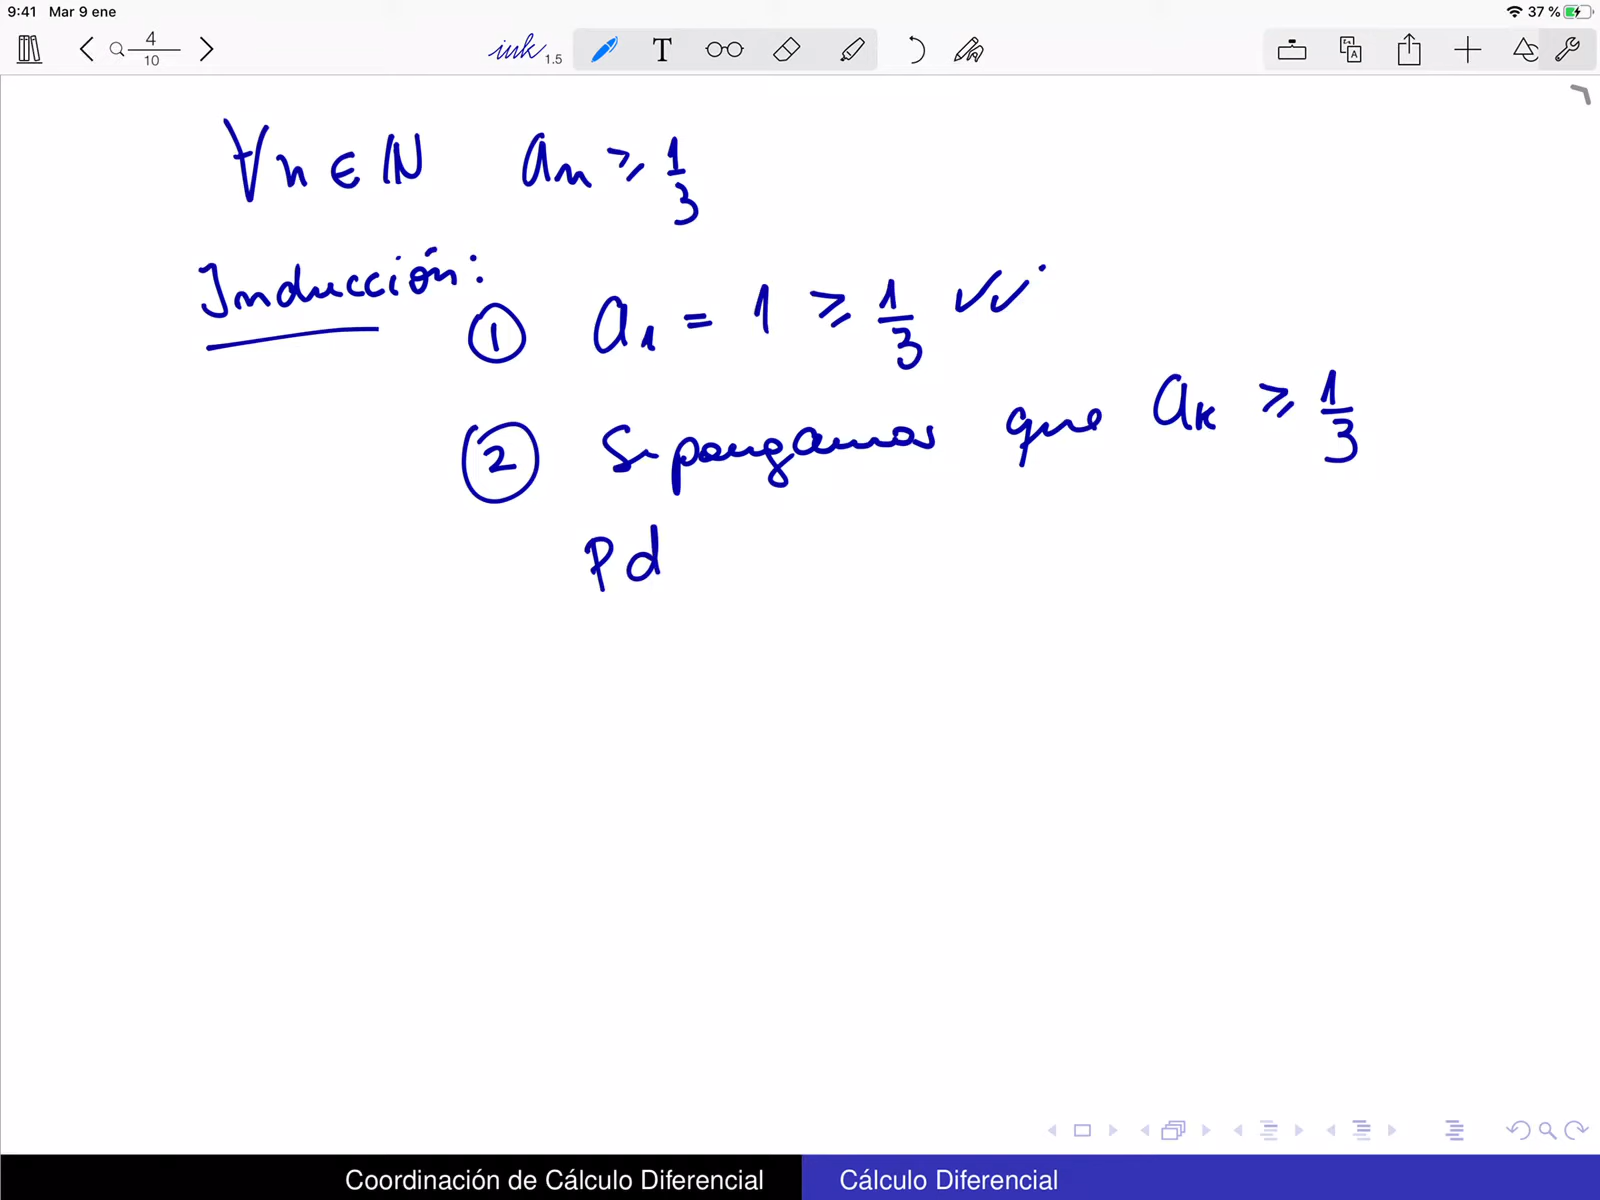 9:41 Mar 9 ene 37 %
4
10
ink 1.5 T
A
∀n ∈ ℕ aₙ ≥ 1/3
Inducción:
① a₁ = 1 ≥ 1/3 ✓✓
② Supongamos que aₖ ≥ 1/3
Pd
Coordinación de Cálculo Diferencial Cálculo Diferencial